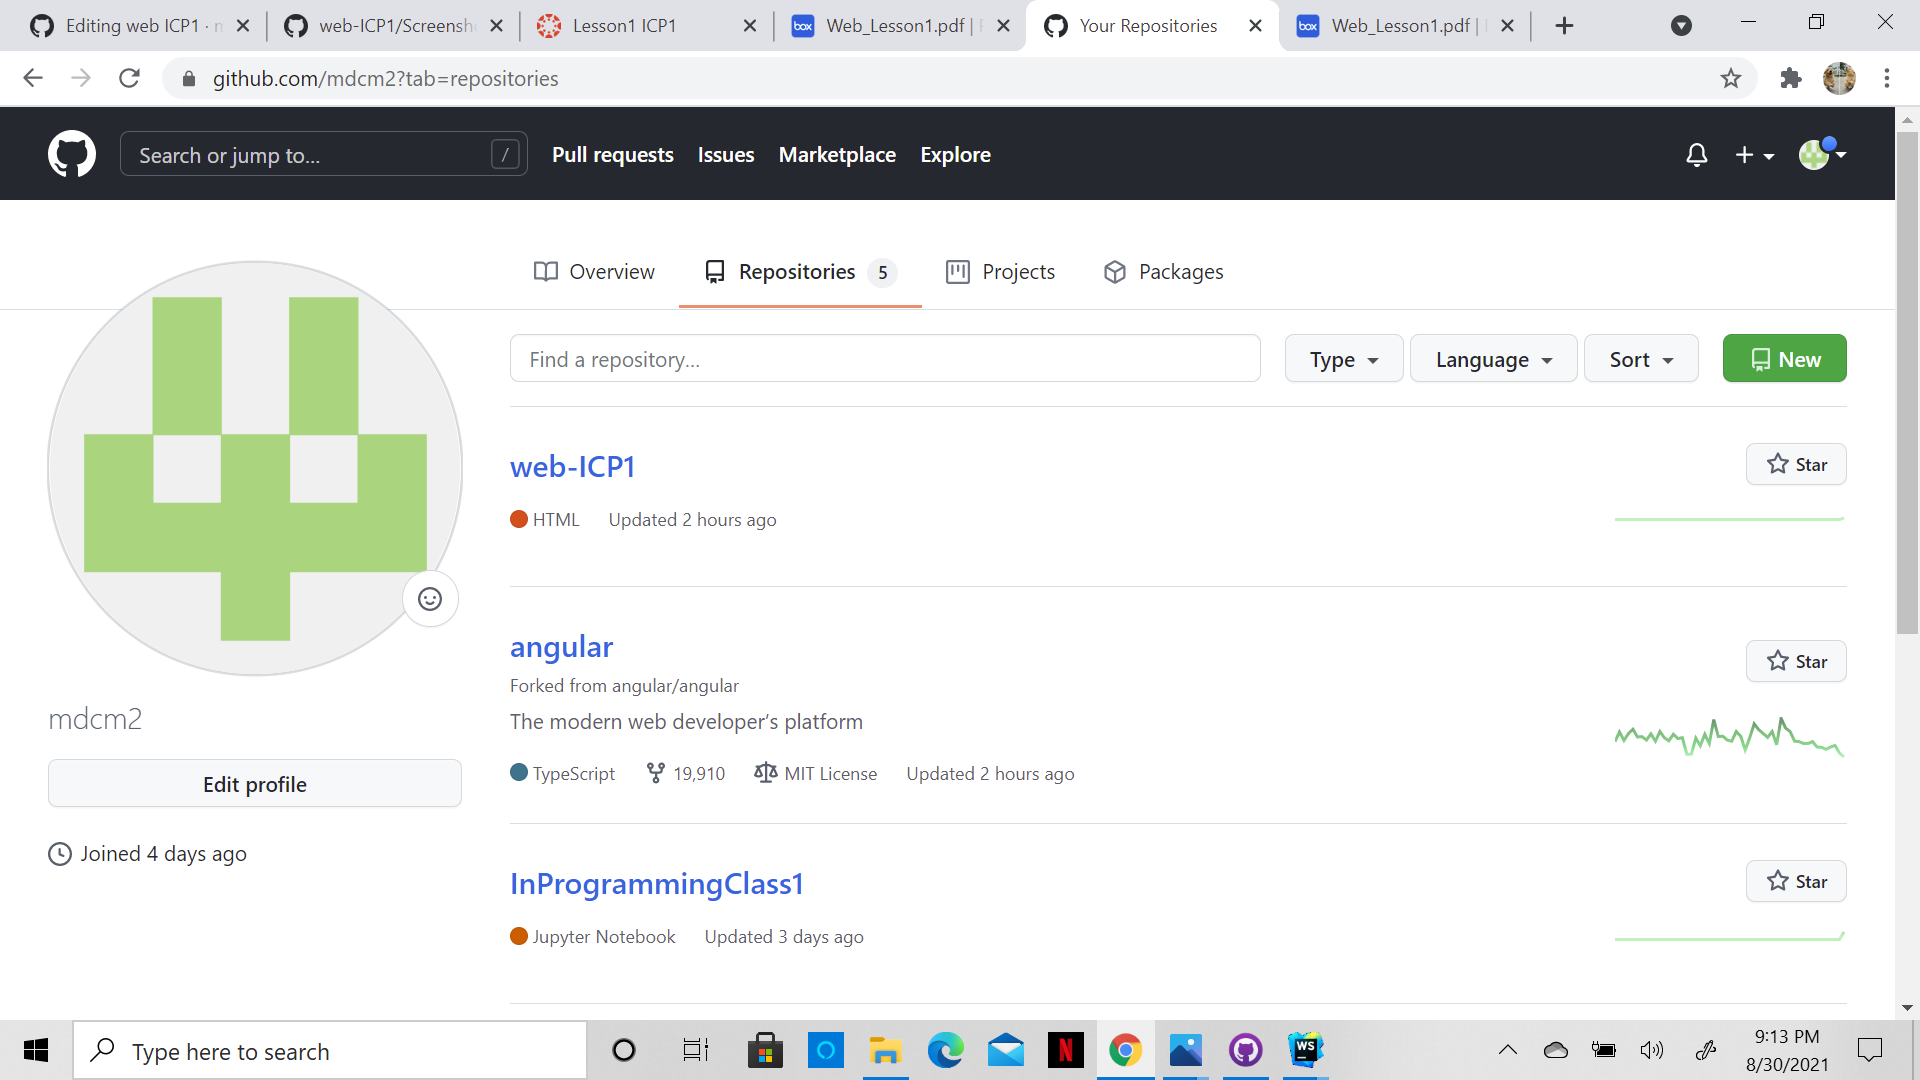 Editing web ICP1 ·
web-ICP1/Screensh
Lesson1 ICP1
Web_Lesson1.pdf |
Your Repositories
Web_Lesson1.pdf |
github.com/mdcm2?tab=repositories
Search or jump to... /
Pull requests
Issues
Marketplace
Explore
Overview
Repositories 5
Projects
Packages
Find a repository...
Type
Language
Sort
New
web-ICP1
Star
HTML Updated 2 hours ago
angular
Star
Forked from angular/angular
The modern web developer's platform
TypeScript 19,910 MIT License Updated 2 hours ago
InProgrammingClass1
Star
Jupyter Notebook Updated 3 days ago
mdcm2
Edit profile
Joined 4 days ago
Type here to search
box
box
N
WS
9:13 PM
8/30/2021